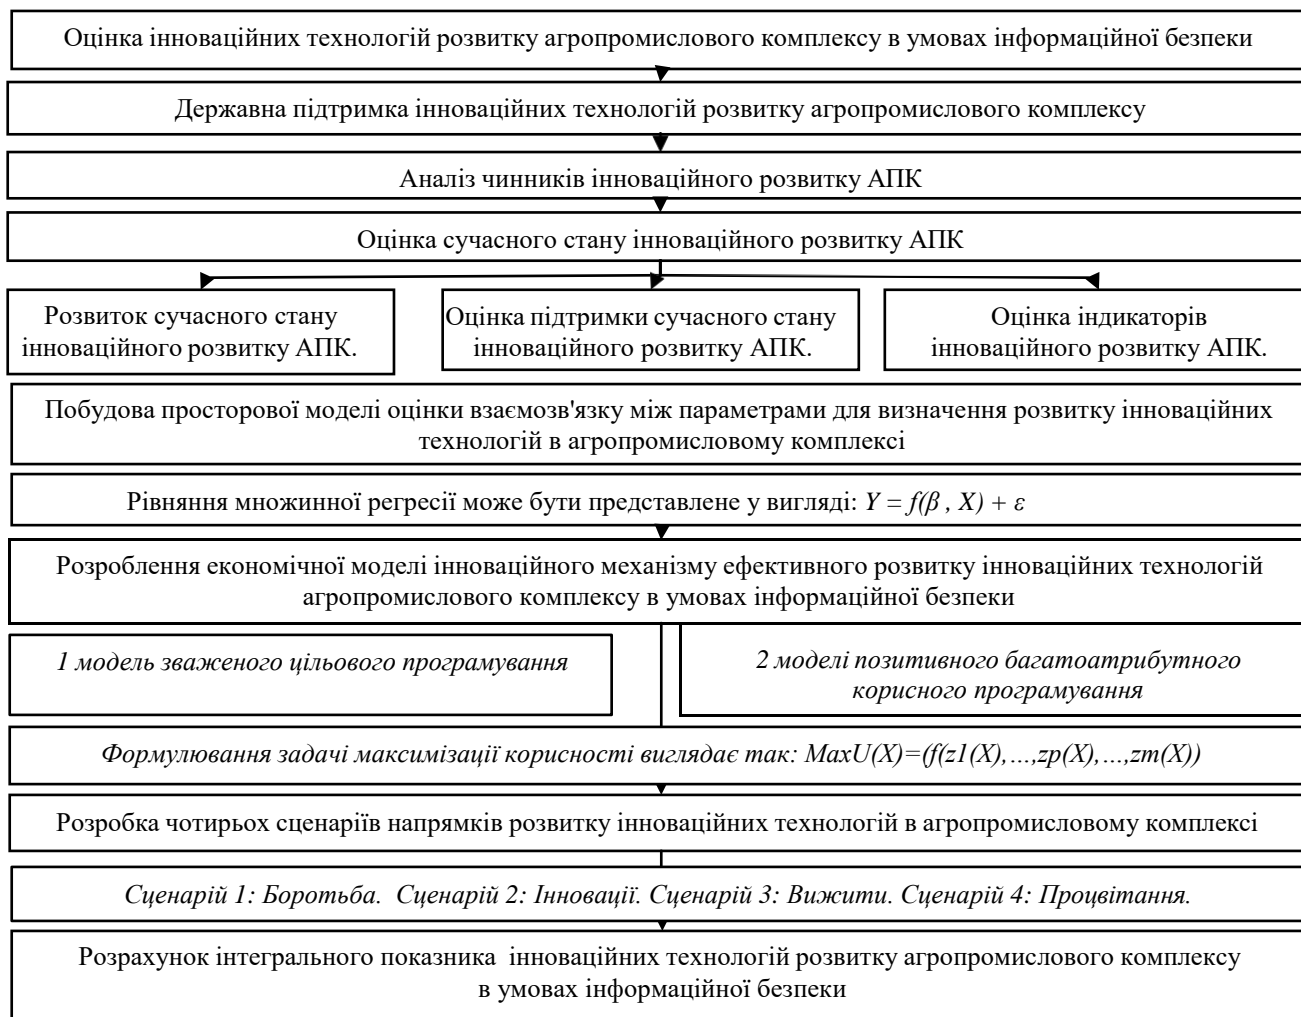 Оцінка інноваційних технологій розвитку агропромислового комплексу в умовах інформаційної безпеки
Державна підтримка інноваційних технологій розвитку агропромислового комплексу
Аналіз чинників інноваційного розвитку АПК
Оцінка сучасного стану інноваційного розвитку АПК
Розвиток сучасного стану
інноваційного розвитку АПК.
Оцінка підтримки сучасного стану
інноваційного розвитку АПК.
Оцінка індикаторів
інноваційного розвитку АПК.
Побудова просторової моделі оцінки взаємозв'язку між параметрами для визначення розвитку інноваційних
технологій в агропромисловому комплексі
Рівняння множинної регресії може бути представлене у вигляді: Y = f(β , X) + ε
Розроблення економічної моделі інноваційного механізму ефективного розвитку інноваційних технологій
агропромислового комплексу в умовах інформаційної безпеки
1 модель зваженого цільового програмування
2 моделі позитивного багатоатрибутного
корисного програмування
Формулювання задачі максимізації корисності виглядає так: MaxU(X)=(f(z1(X),…,zp(X),…,zm(X))
Розробка чотирьох сценаріїв напрямків розвитку інноваційних технологій в агропромисловому комплексі
Сценарій 1: Боротьба. Сценарій 2: Інновації. Сценарій 3: Вижити. Сценарій 4: Процвітання.
Розрахунок інтегрального показника інноваційних технологій розвитку агропромислового комплексу
в умовах інформаційної безпеки